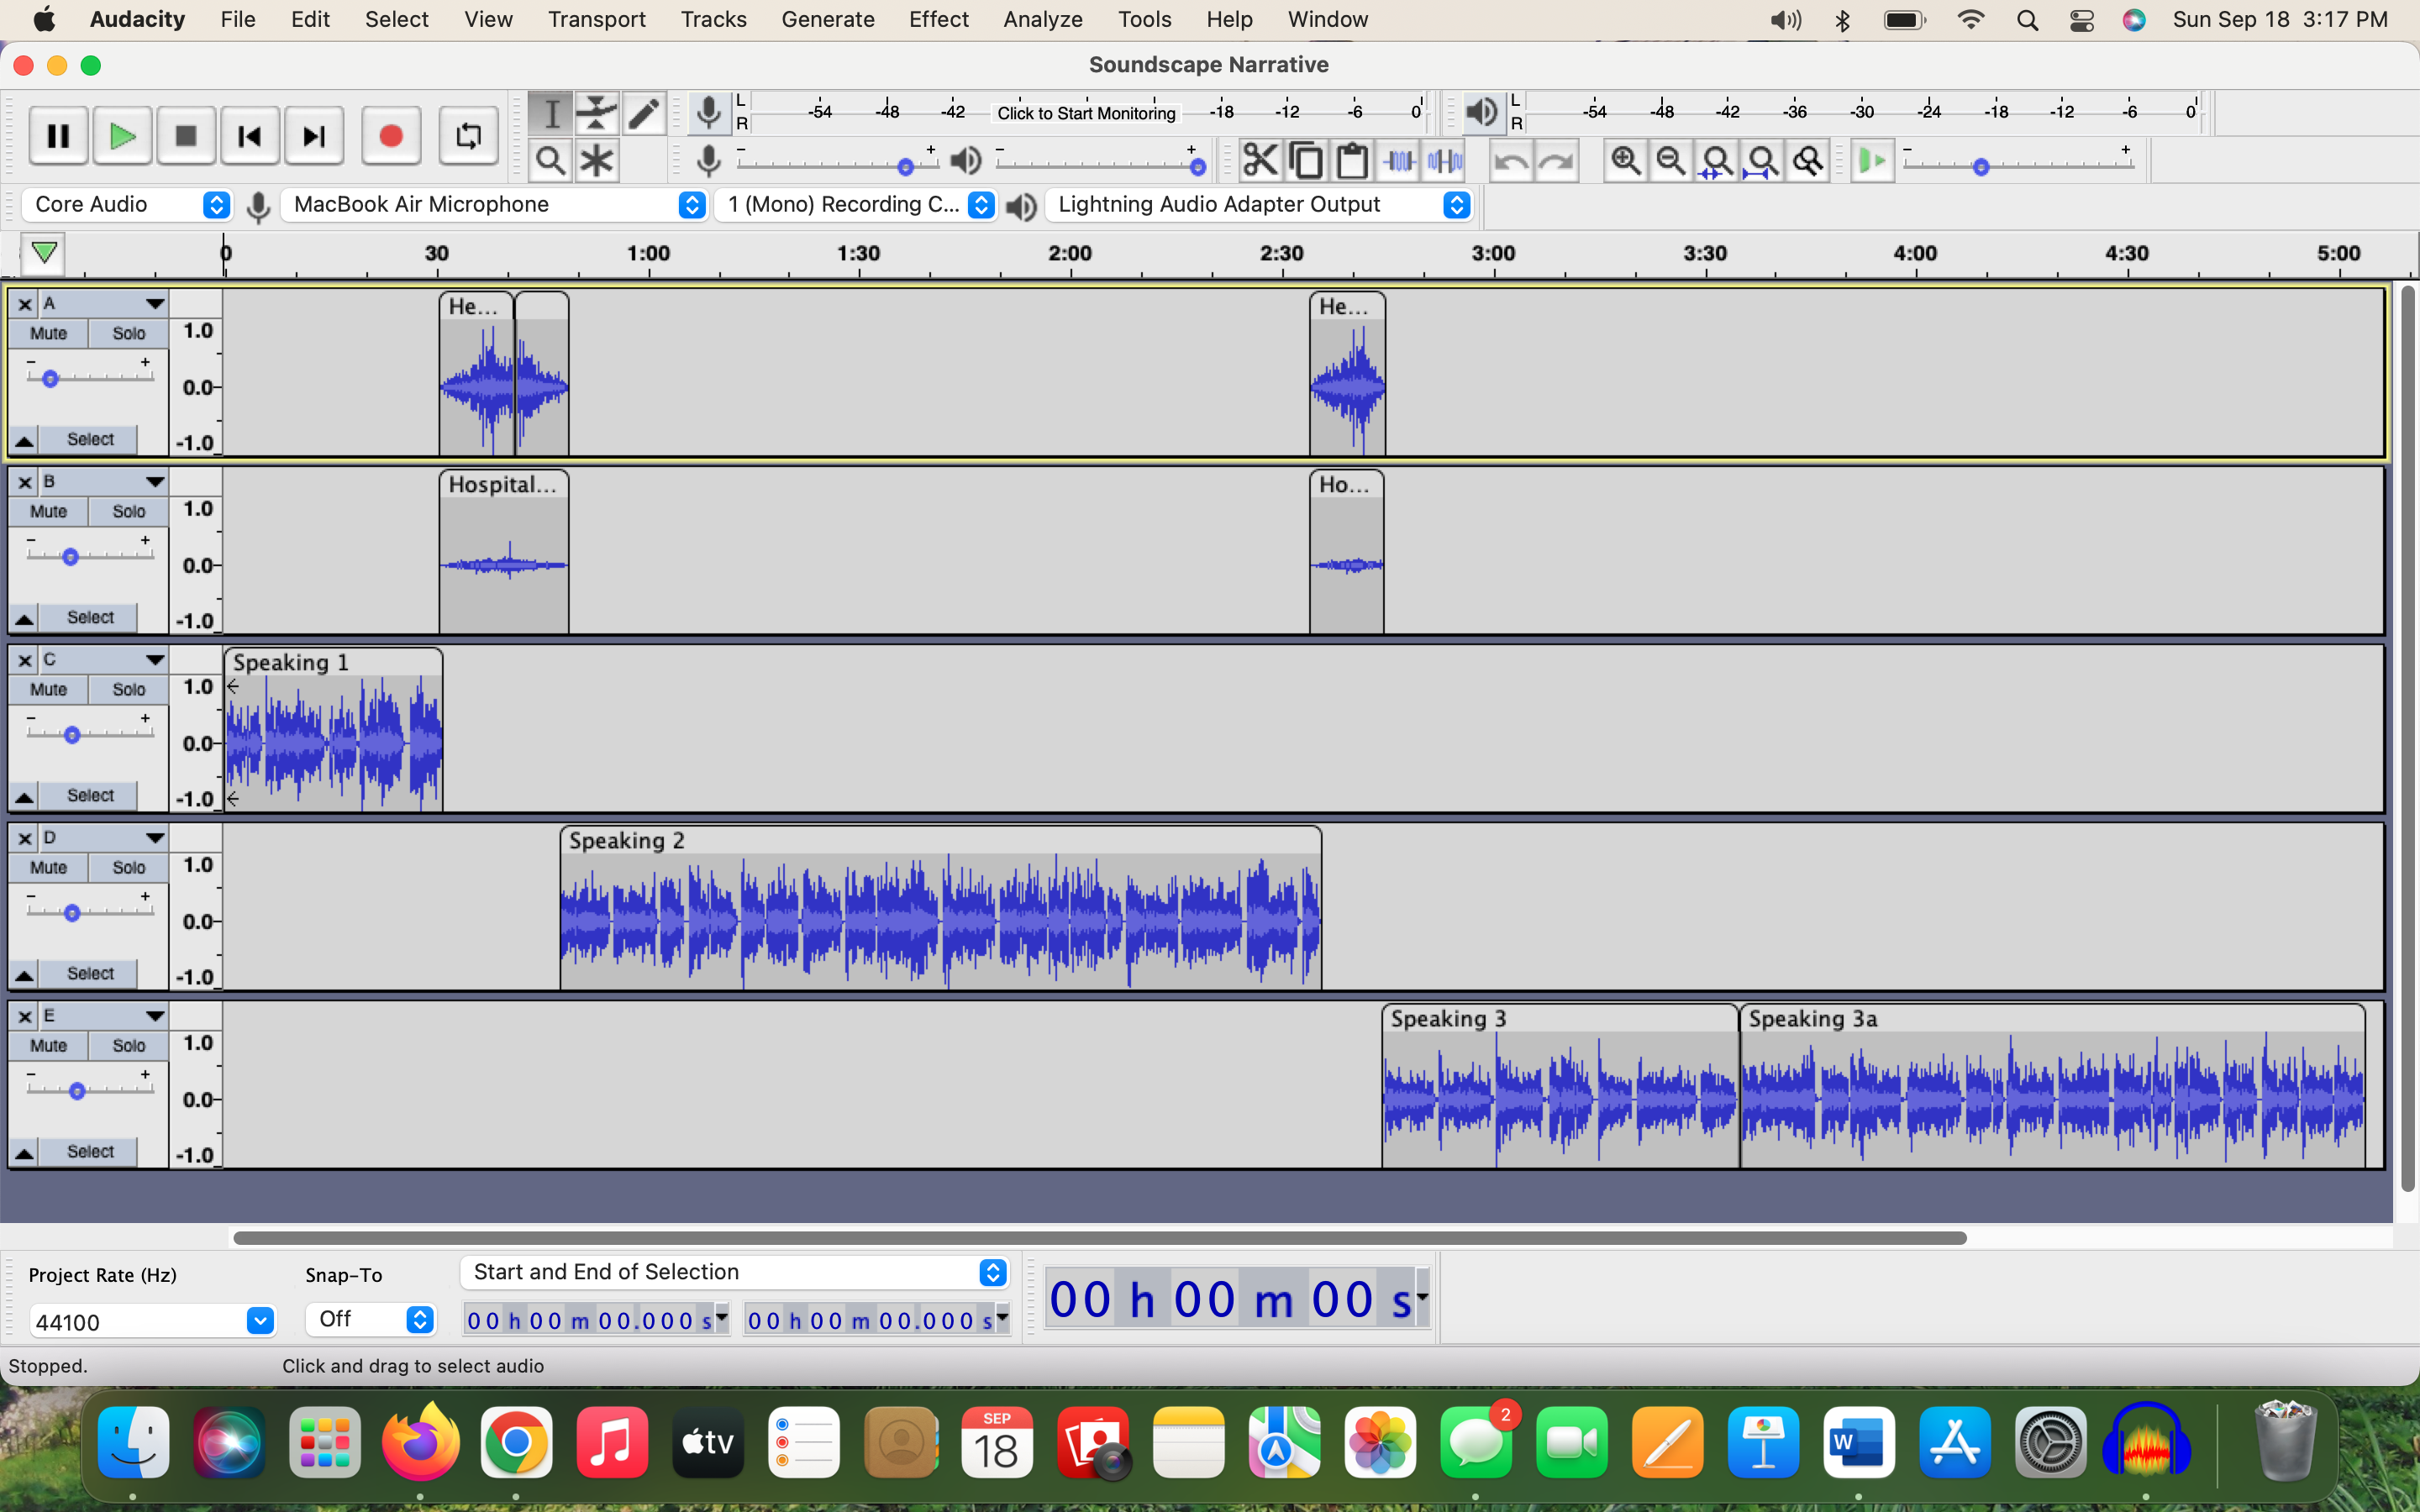 Audacity File Edit Select View Transport Tracks Generate Effect Analyze Tools Help Window Sun Sep 18 3:17 PM
Soundscape Narrative
L R -54 -48 -42 Click to Start Monitoring -18 -12 -6 0
L R -54 -48 -42 -36 -30 -24 -18 -12 -6 0
- + - + - +
Core Audio MacBook Air Microphone 1 (Mono) Recording C... Lightning Audio Adapter Output
0 30 1:00 1:30 2:00 2:30 3:00 3:30 4:00 4:30 5:00
A He... He...
Mute Solo 1.0
- + 0.0
Select -1.0
B Hospital... Ho...
Mute Solo 1.0
- + 0.0
Select -1.0
C Speaking 1
Mute Solo 1.0
- + 0.0
Select -1.0
D Speaking 2
Mute Solo 1.0
- + 0.0
Select -1.0
E Speaking 3 Speaking 3a
Mute Solo 1.0
- + 0.0
Select -1.0
Project Rate (Hz) Snap-To Start and End of Selection
44100 Off 00 h 00 m 00.000 s 00 h 00 m 00.000 s 00 h 00 m 00 s
Stopped. Click and drag to select audio
SEP 2
tv 18 W